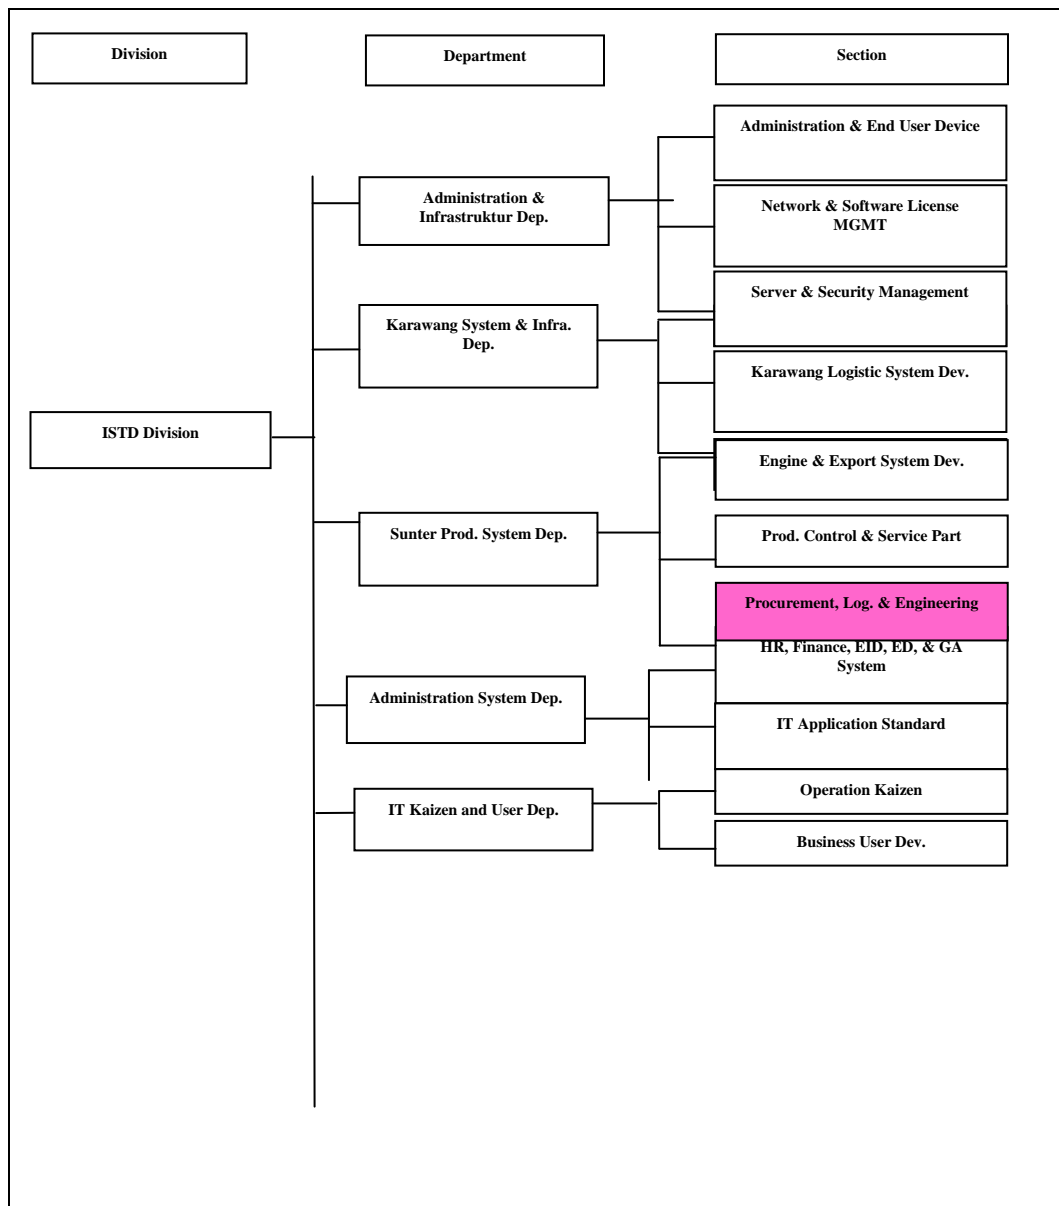 Division
Department
Section
Administration & End User Device
Administration &
Infrastruktur Dep.
Network & Software License
MGMT
Server & Security Management
Karawang System & Infra.
Dep.
Karawang Logistic System Dev.
ISTD Division
Engine & Export System Dev.
Sunter Prod. System Dep.
Prod. Control & Service Part
Procurement, Log. & Engineering
HR, Finance, EID, ED, & GA
System
Administration System Dep.
IT Application Standard
IT Kaizen and User Dep.
Operation Kaizen
Business User Dev.